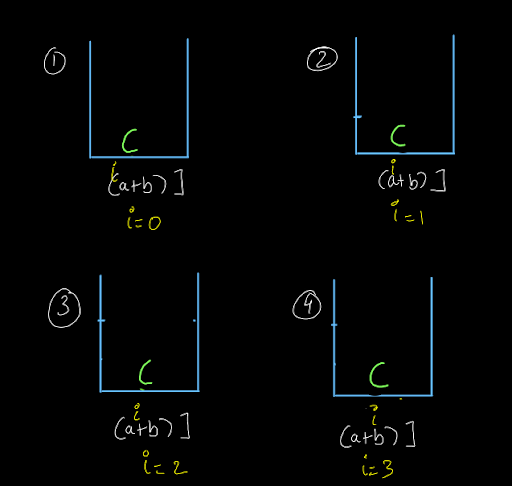 ① ②
C C
i i
(a+b) ] (a+b) ]
i=0 i=1
③ ④
C C
i i
(a+b) ] (a+b) ]
i=2 i=3